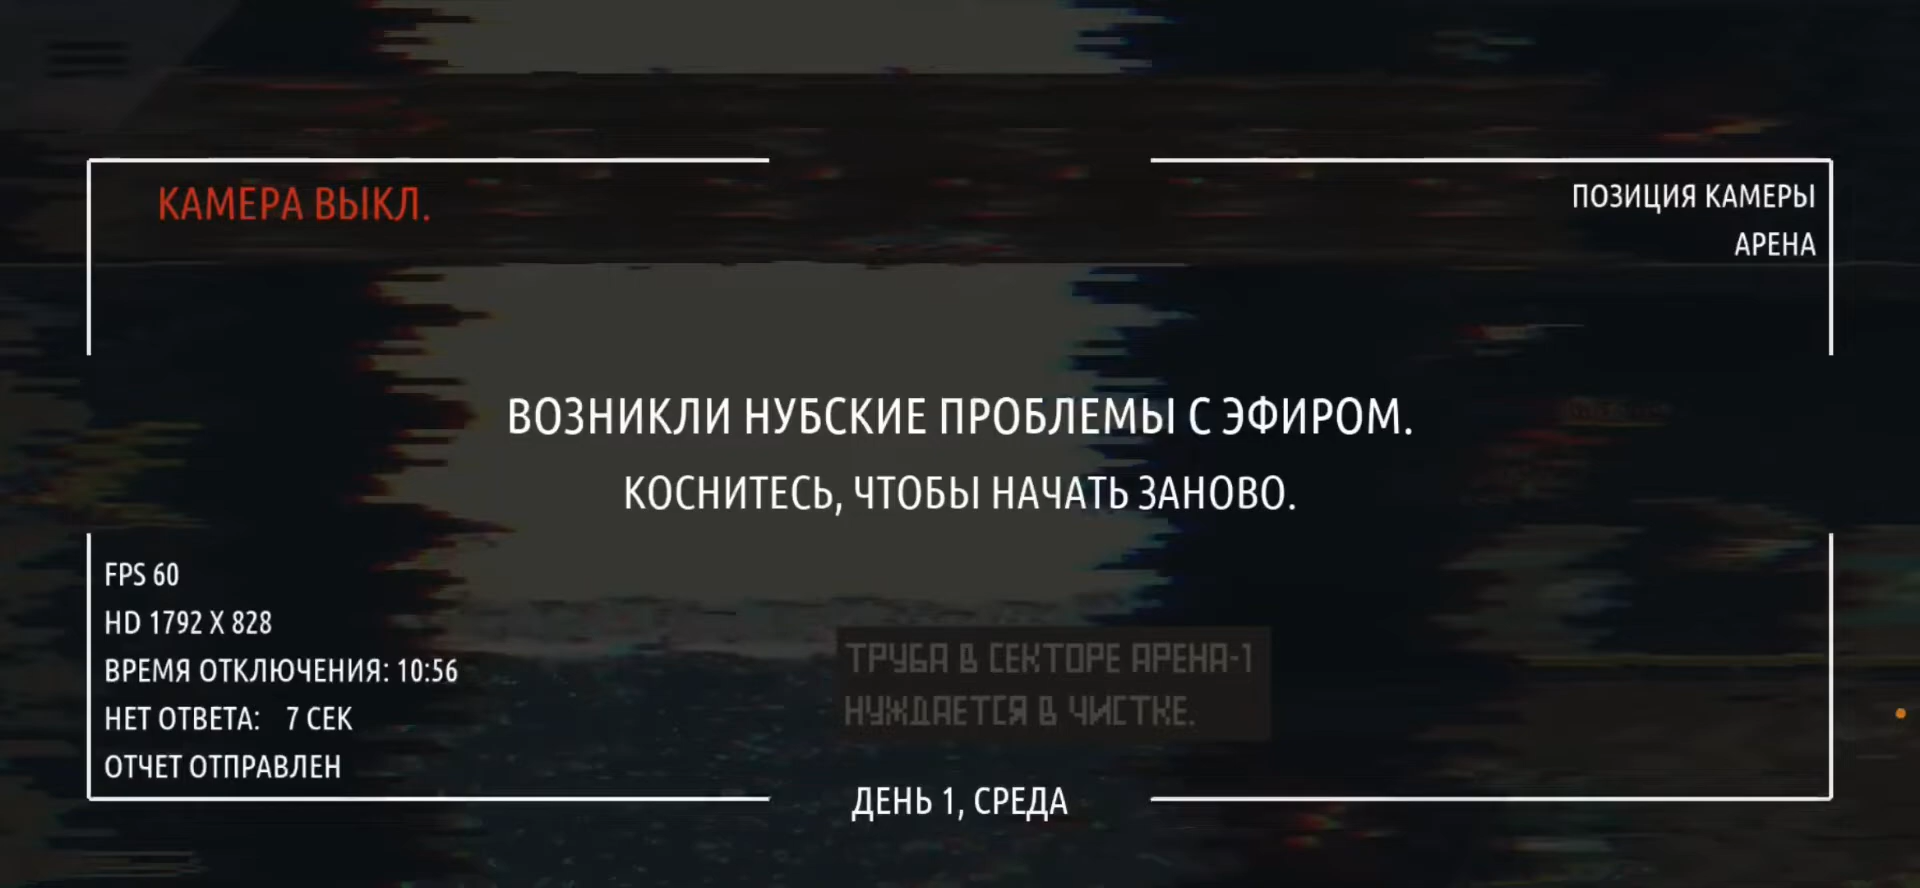 КАМЕРА ВЫКЛ.
ПОЗИЦИЯ КАМЕРЫ
АРЕНА
ВОЗНИКЛИ НУБСКИЕ ПРОБЛЕМЫ С ЭФИРОМ.
КОСНИТЕСЬ, ЧТОБЫ НАЧАТЬ ЗАНОВО.
FPS 60
HD 1792 X 828
ВРЕМЯ ОТКЛЮЧЕНИЯ: 10:56
НЕТ ОТВЕТА: 7 СЕК
ОТЧЕТ ОТПРАВЛЕН
ТРУБА В СЕКТОРЕ АРЕНА-1
НУЖДАЕТСЯ В ЧИСТКЕ.
ДЕНЬ 1, СРЕДА